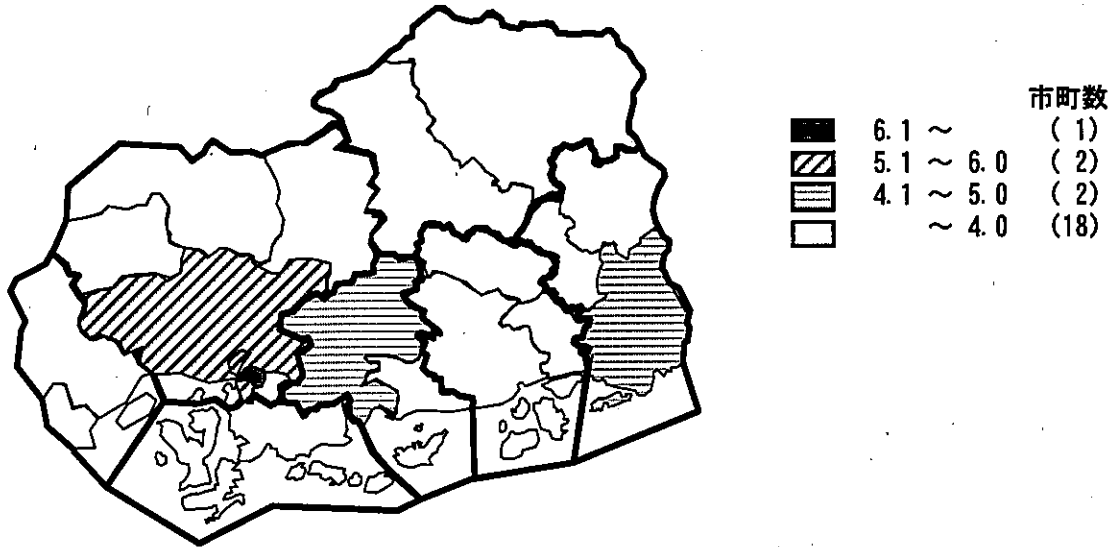 市町数
6.1 ～ ( 1)
5.1 ～ 6.0 ( 2)
4.1 ～ 5.0 ( 2)
～ 4.0 (18)